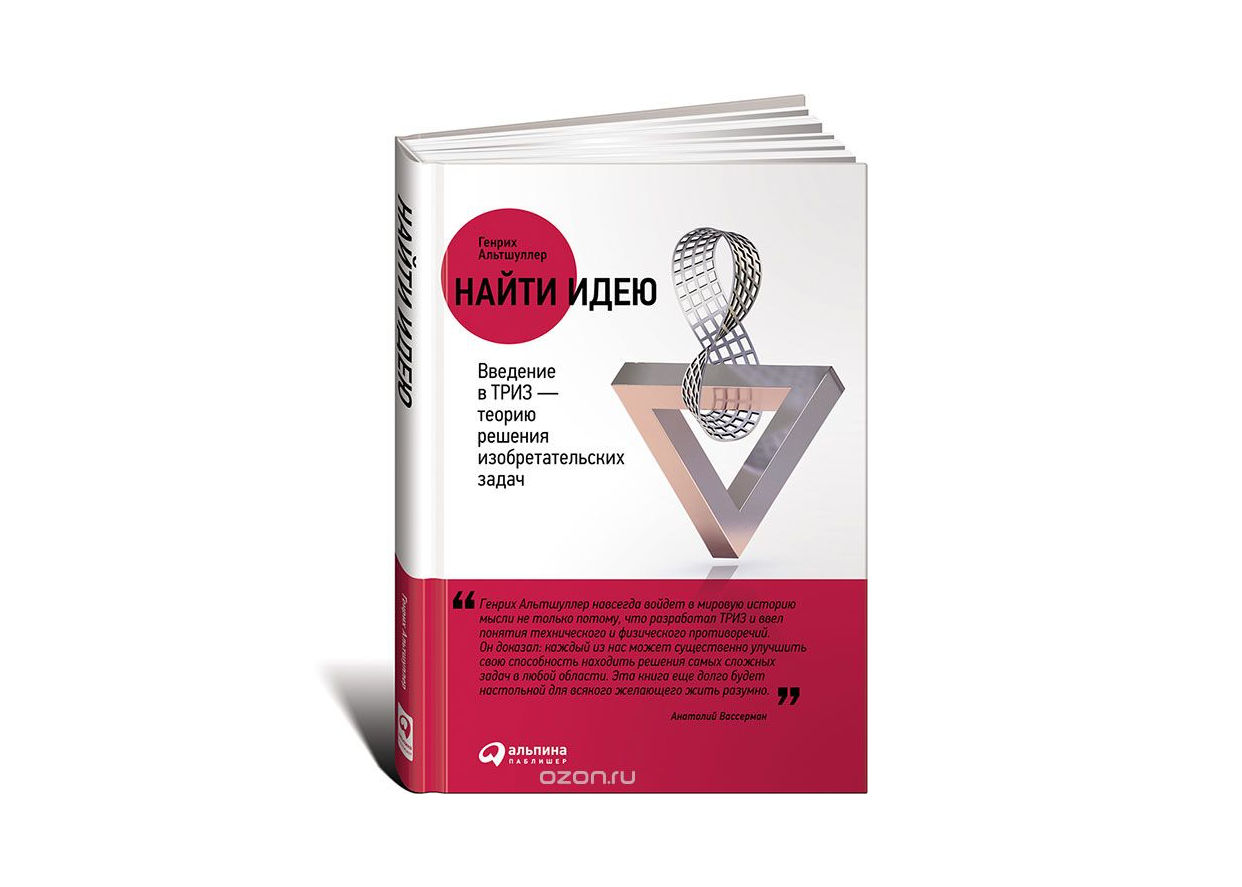 НАЙТИ ИДЕЮ
Генрих Альтшуллер
Генрих
Альтшуллер
НАЙТИ ИДЕЮ
Введение
в ТРИЗ —
теорию
решения
изобретательских
задач
“ Генрих Альтшуллер навсегда войдет в мировую историю
мысли не только потому, что разработал ТРИЗ и ввел
понятия технического и физического противоречий.
Он доказал: каждый из нас может существенно улучшить
свою способность находить решения самых сложных
задач в любой области. Эта книга еще долго будет
настольной для всякого желающего жить разумно. ”
Анатолий Вассерман
альпина
ПАБЛИШЕР
ozon.ru